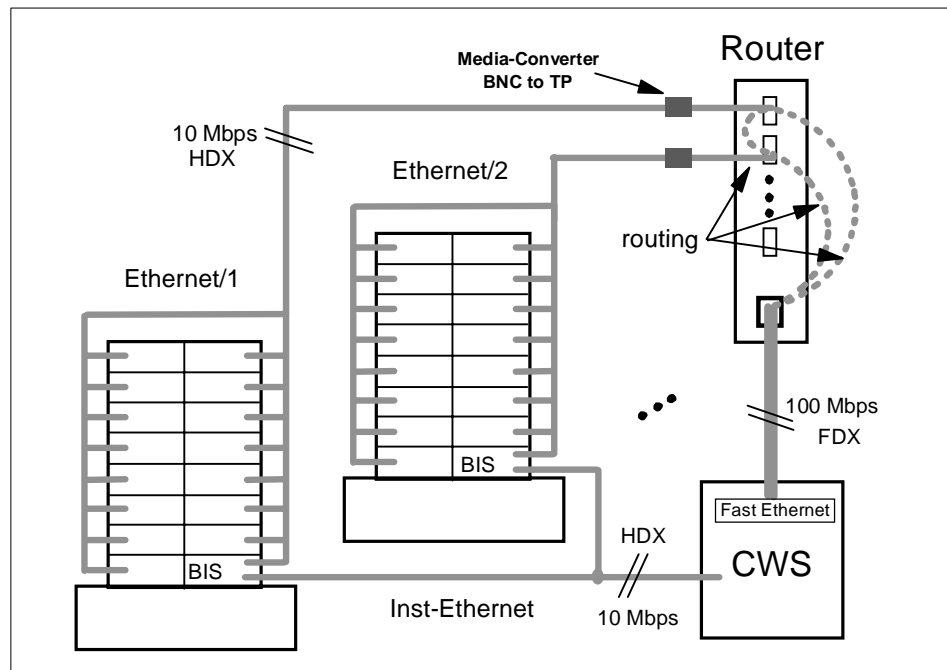 Router
Media-Converter
BNC to TP
10 Mbps
HDX
Ethernet/2
routing
Ethernet/1
100 Mbps
FDX
BIS
Fast Ethernet
HDX
CWS
BIS
Inst-Ethernet
10 Mbps